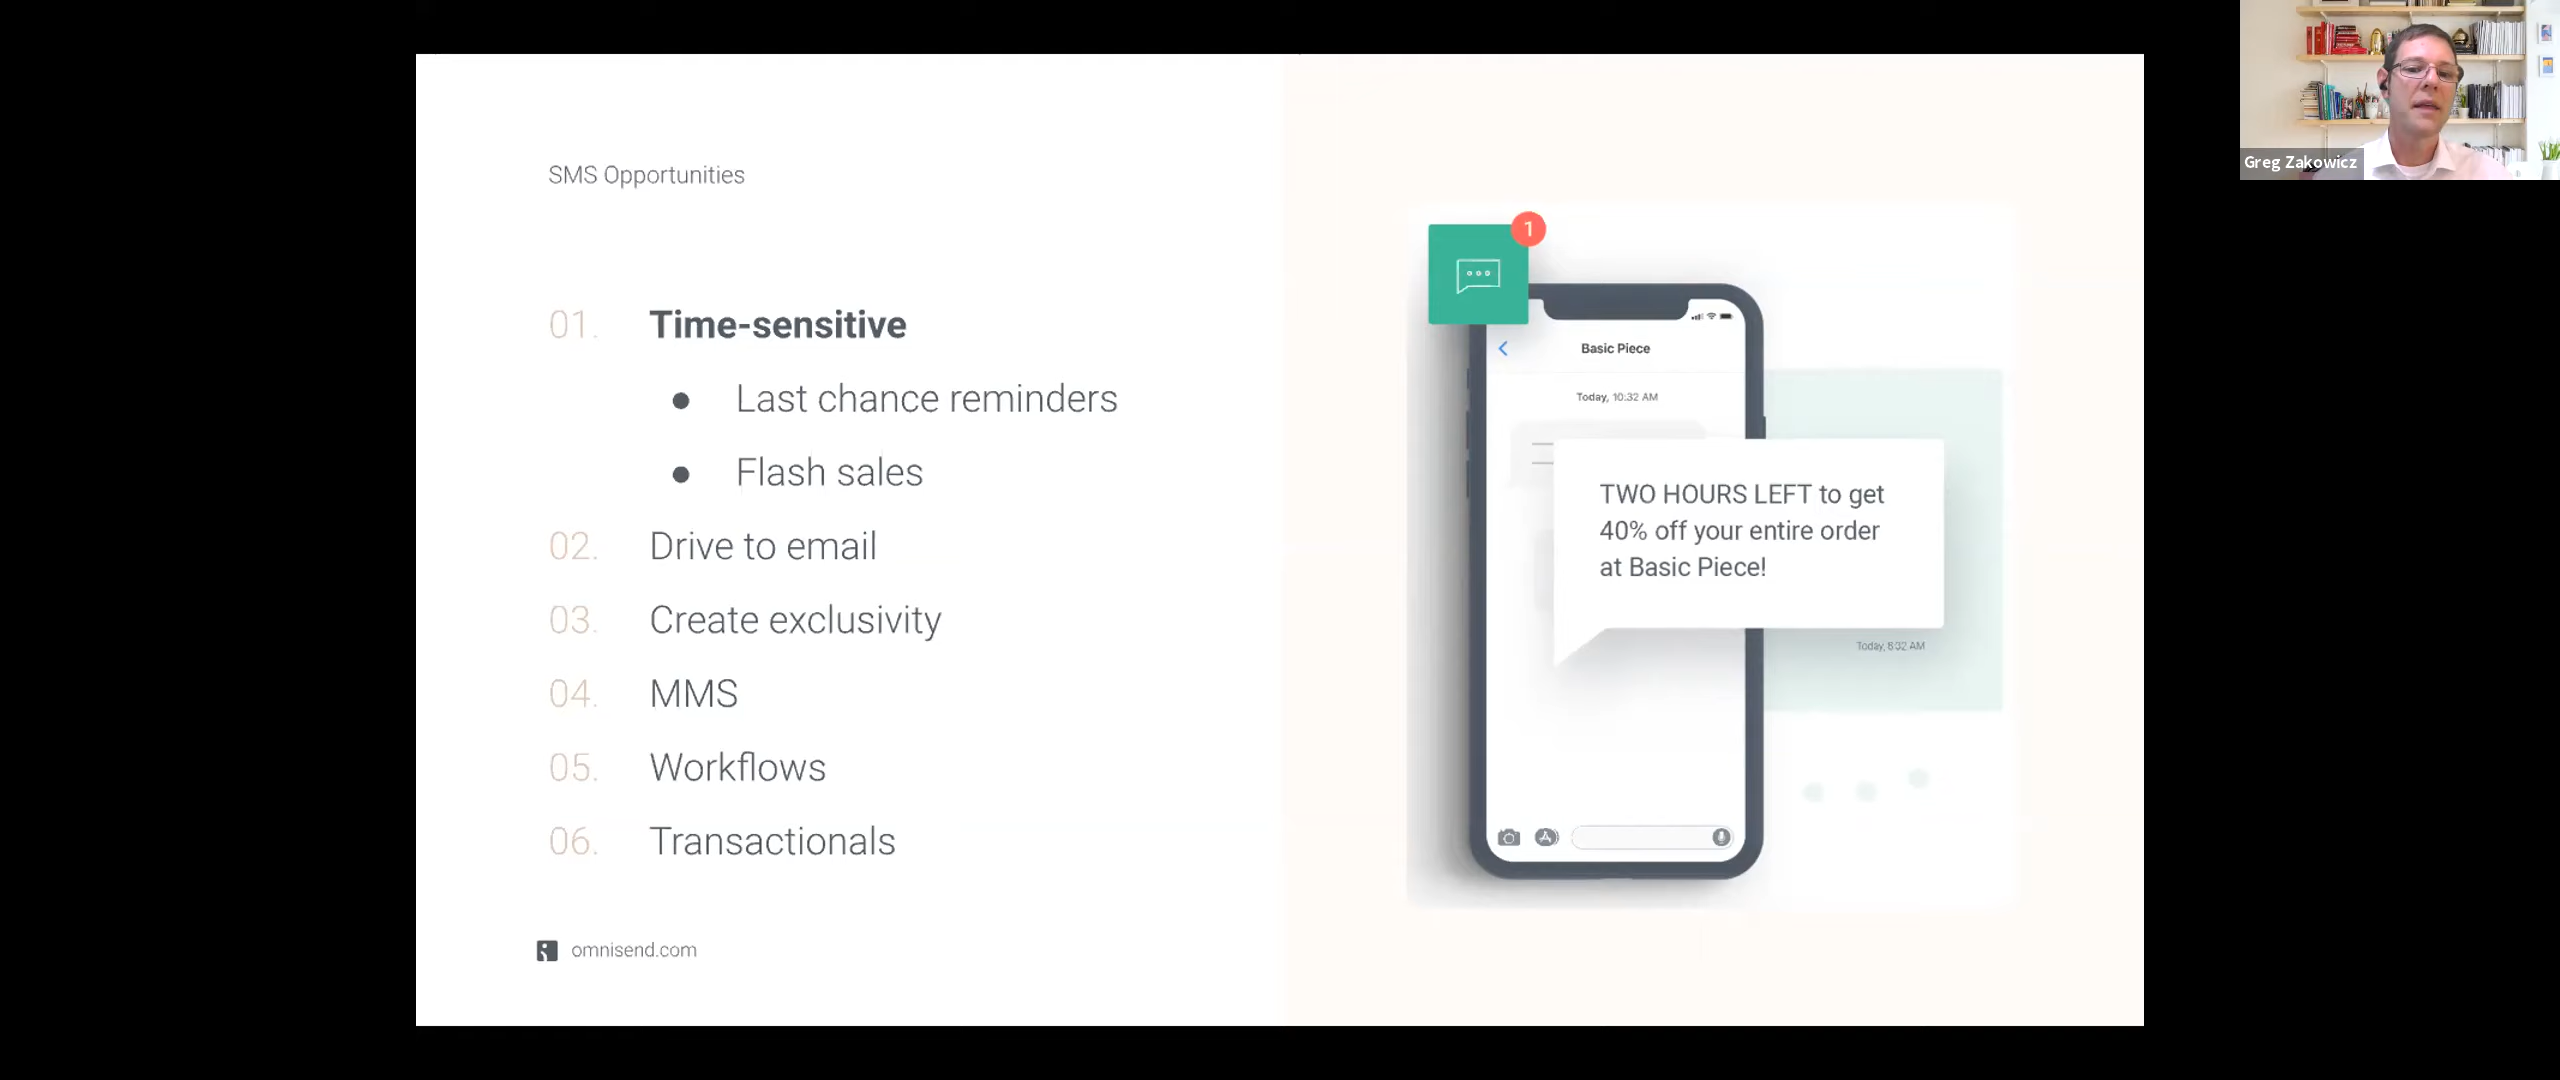 SMS Opportunities
01. Time-sensitive
● Last chance reminders
● Flash sales
02. Drive to email
03. Create exclusivity
04. MMS
05. Workflows
06. Transactionals
omnisend.com
1
Basic Piece
Today, 10:32 AM
TWO HOURS LEFT to get
40% off your entire order
at Basic Piece!
Today, 8:32 AM
Greg Zakowicz